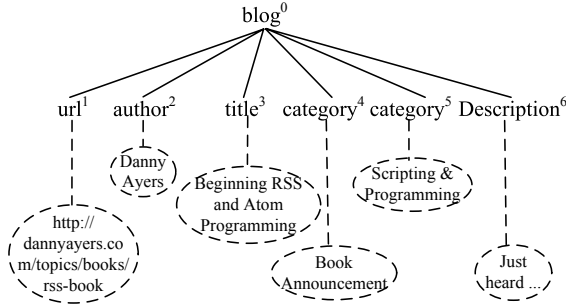 blog0
url1 author2 title3 category4 category5 Description6
Danny
Ayers
Beginning RSS
and Atom
Programming
Scripting &
Programming
http://
dannyayers.co
m/topics/books/
rss-book
Book
Announcement
Just
heard ...